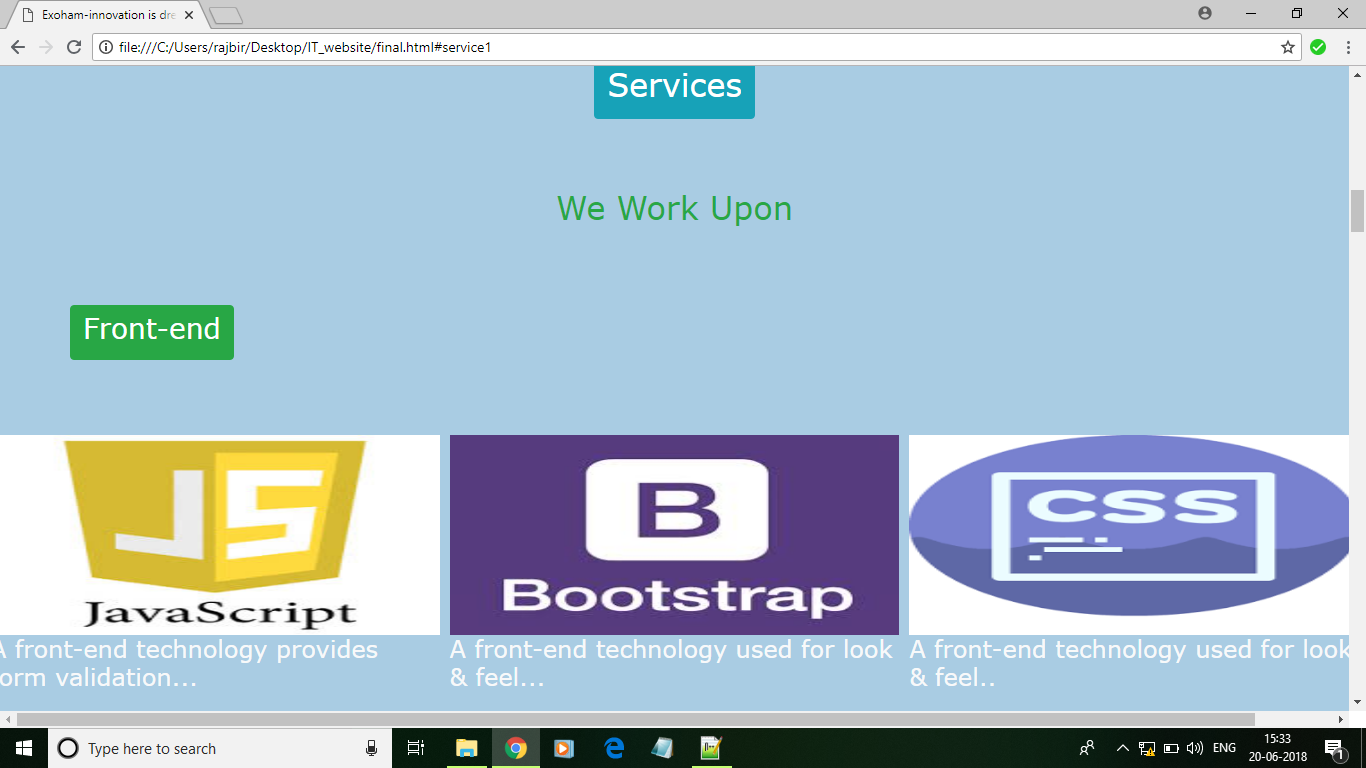 Exoham-innovation is dre
file:///C:/Users/rajbir/Desktop/IT_website/final.html#service1
Services
We Work Upon
Front-end
JS
JavaScript
B
Bootstrap
CSS
A front-end technology provides
orm validation...
A front-end technology used for look
& feel...
A front-end technology used for look
& feel..
Type here to search
ENG
15:33
20-06-2018
1